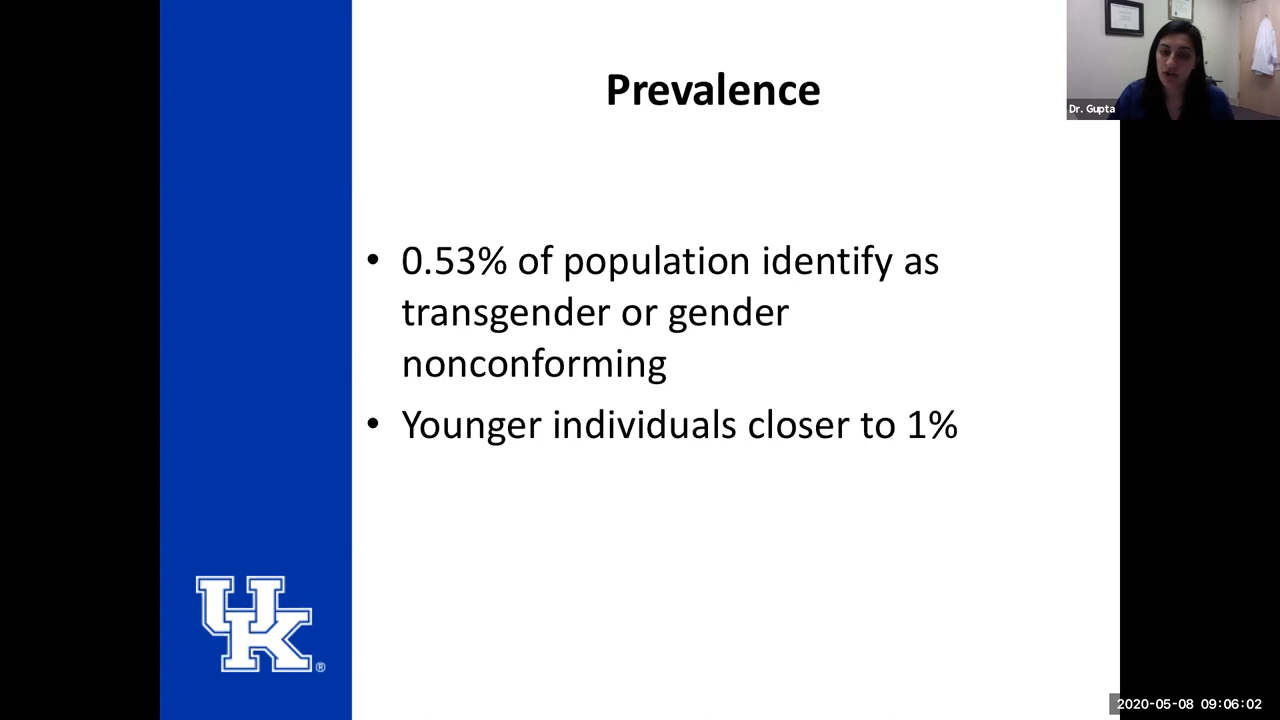 Prevalence
Dr. Gupta
• 0.53% of population identify as
transgender or gender
nonconforming
• Younger individuals closer to 1%
UK
®
2020-05-08 09:06:02